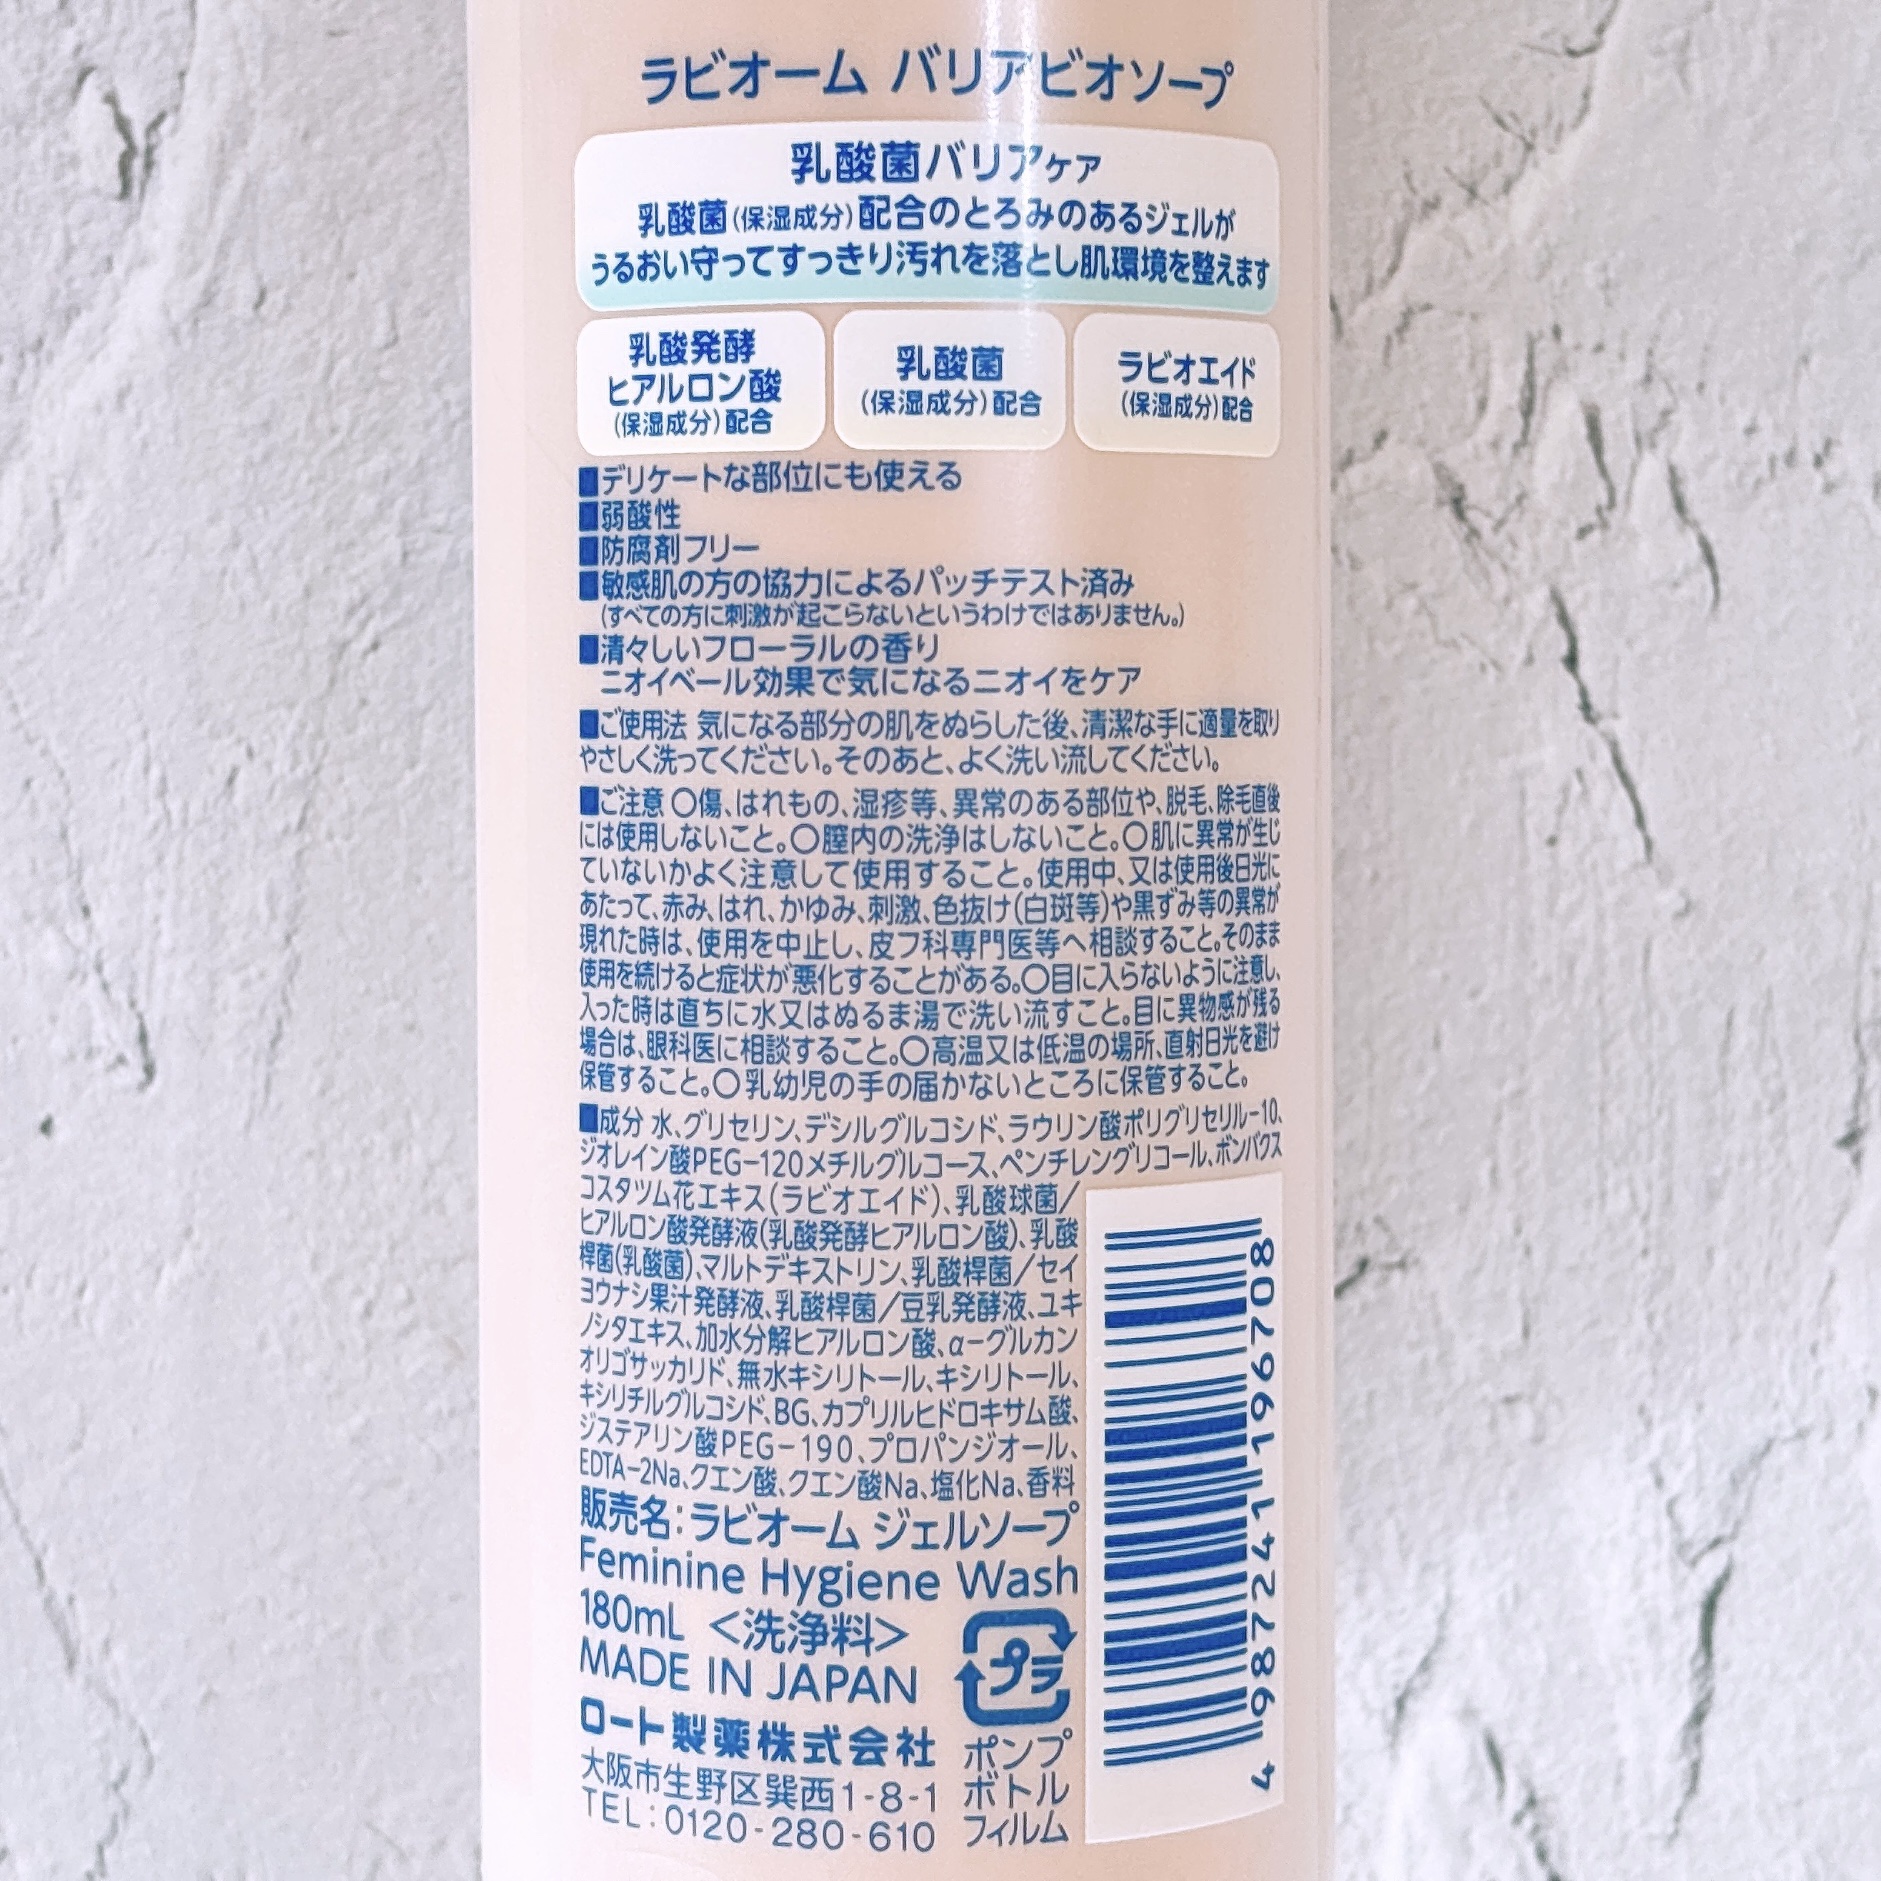 ラビオーム バリアビオソープ
乳酸菌バリアケア
乳酸菌(保湿成分)配合のとろみのあるジェルが
うるおい守ってすっきり汚れを落とし肌環境を整えます
乳酸発酵
ヒアルロン酸
(保湿成分)配合
乳酸菌
(保湿成分)配合
ラビオエイド
(保湿成分)配合
■デリケートな部位にも使える
■弱酸性
■防腐剤フリー
■敏感肌の方の協力によるパッチテスト済み
(すべての方に刺激が起こらないというわけではありません。)
■清々しいフローラルの香り
ニオイベール効果で気になるニオイをケア
■ご使用法 気になる部分の肌をぬらした後、清潔な手に適量を取り
やさしく洗ってください。そのあと、よく洗い流してください。
■ご注意 ○傷、はれもの、湿疹等、異常のある部位や、脱毛、除毛直後
には使用しないこと。○膣内の洗浄はしないこと。○肌に異常が生じ
ていないかよく注意して使用すること。使用中、又は使用後日光に
あたって、赤み、はれ、かゆみ、刺激、色抜け(白斑等)や黒ずみ等の異常が
現れた時は、使用を中止し、皮フ科専門医等へ相談すること。そのまま
使用を続けると症状が悪化することがある。○目に入らないように注意し、
入った時は直ちに水又はぬるま湯で洗い流すこと。目に異物感が残る
場合は、眼科医に相談すること。○高温又は低温の場所、直射日光を避け
保管すること。○乳幼児の手の届かないところに保管すること。
■成分 水、グリセリン、デシルグルコシド、ラウリン酸ポリグリセリル-10、
ジオレイン酸PEG-120メチルグルコース、ペンチレングリコール、ボンバクス
コスタツム花エキス(ラビオエイド)、乳酸球菌/
ヒアルロン酸発酵液(乳酸発酵ヒアルロン酸)、乳酸
桿菌(乳酸菌)、マルトデキストリン、乳酸桿菌/セイ
ヨウナシ果汁発酵液、乳酸桿菌/豆乳発酵液、ユキ
ノシタエキス、加水分解ヒアルロン酸、α-グルカン
オリゴサッカリド、無水キシリトール、キシリトール、
キシリチルグルコシド、BG、カプリルヒドロキサム酸、
ジステアリン酸PEG-190、プロパンジオール、
EDTA-2Na、クエン酸、クエン酸Na、塩化Na、香料
販売名:ラビオーム ジェルソープ
Feminine Hygiene Wash
180mL <洗浄料>
MADE IN JAPAN
ロート製薬株式会社
大阪市生野区巽西1-8-1
TEL:0120-280-610
プラ
ポンプ
ボトル
フィルム
4 987241 196708